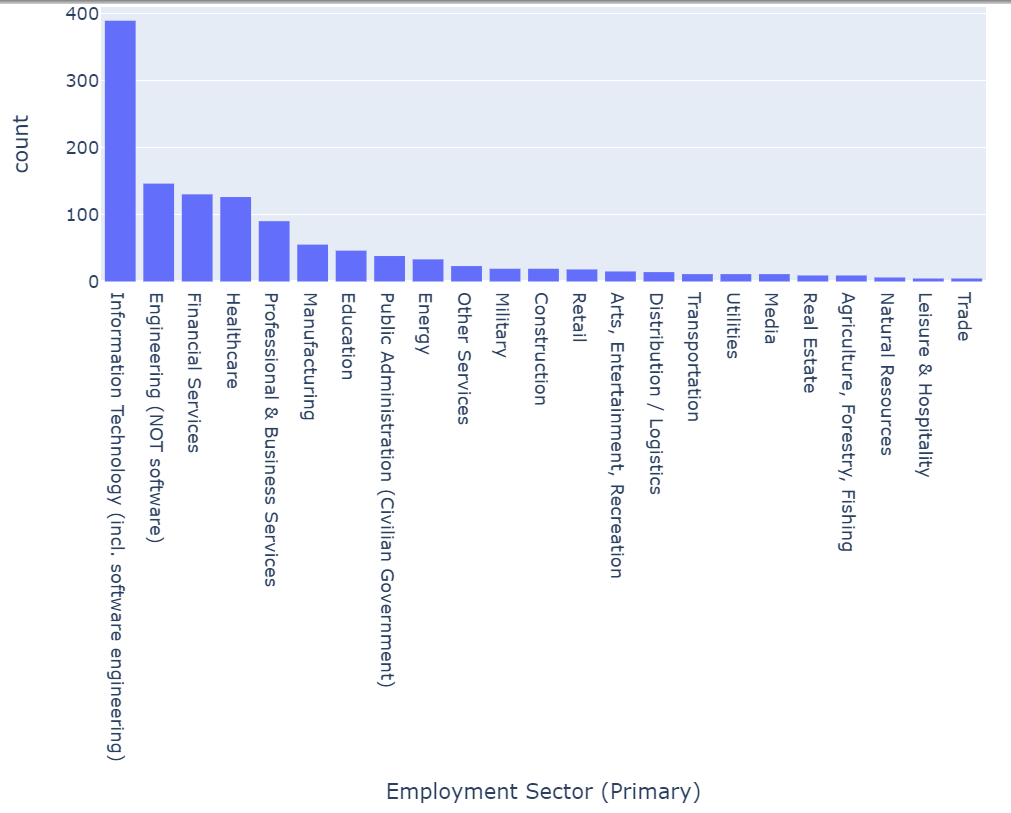 400
300
200
100
0
count
Information Technology (incl. software engineering)
Engineering (NOT software)
Financial Services
Healthcare
Professional & Business Services
Manufacturing
Education
Public Administration (Civilian Government)
Energy
Other Services
Military
Construction
Retail
Arts, Entertainment, Recreation
Distribution / Logistics
Transportation
Utilities
Media
Real Estate
Agriculture, Forestry, Fishing
Natural Resources
Leisure & Hospitality
Trade
Employment Sector (Primary)